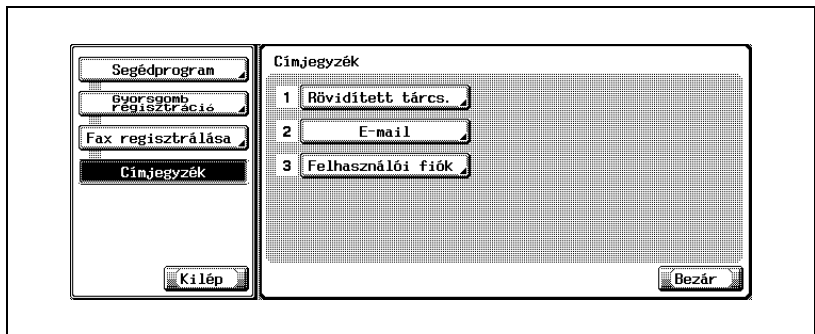 Segédprogram
Gyorsgomb
regisztráció
Fax regisztrálása
Címjegyzék
Kilép
Címjegyzék
1 Rövidített tárcs.
2 E-mail
3 Felhasználói fiók
Bezár